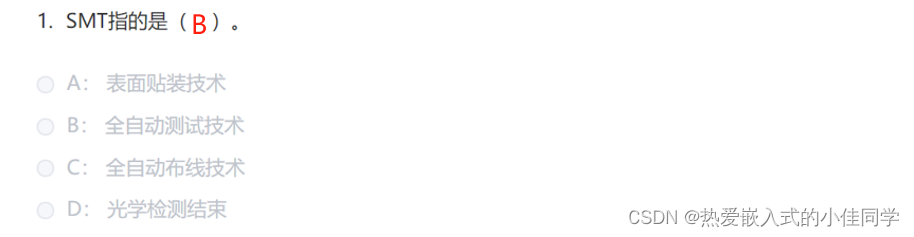 1. SMT指的是（B）。
A： 表面贴装技术
B： 全自动测试技术
C： 全自动布线技术
D： 光学检测结束
CSDN @热爱嵌入式的小佳同学